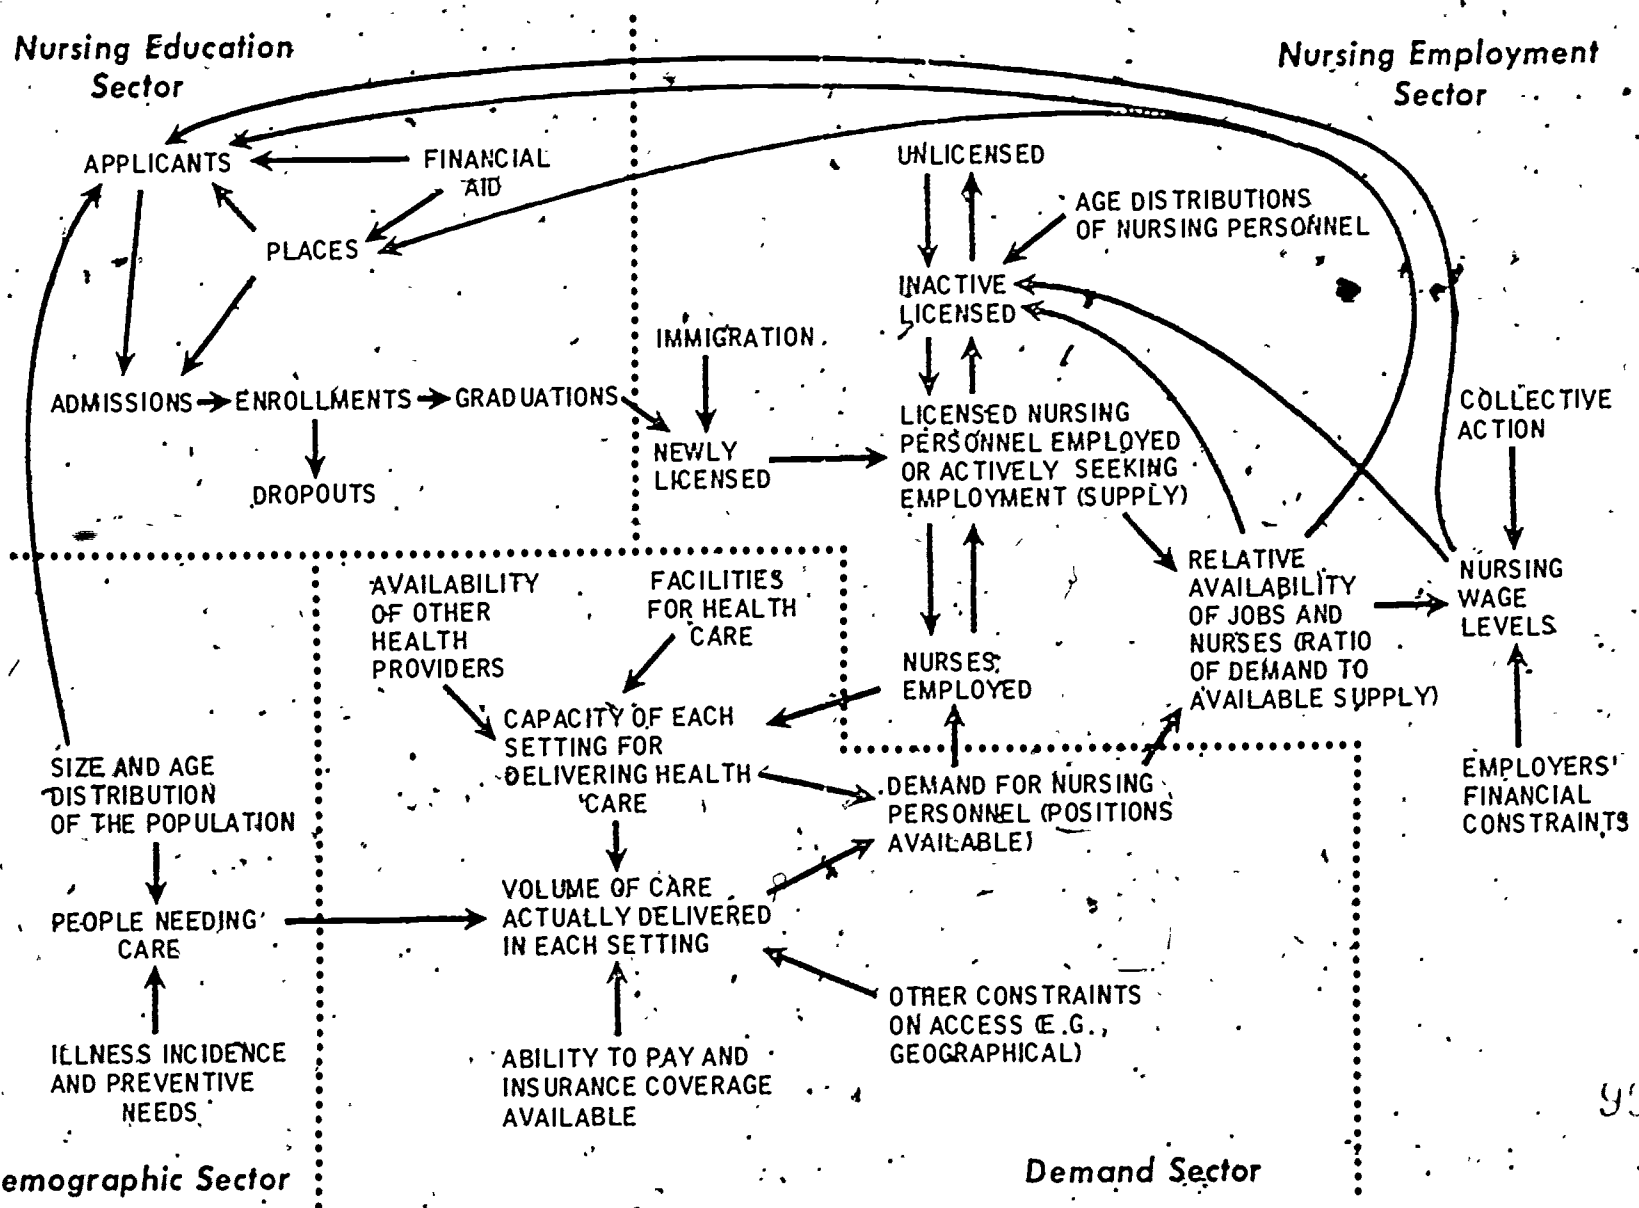 Nursing Education
Sector
Nursing Employment
Sector
APPLICANTS
FINANCIAL
AID
PLACES
ADMISSIONS
ENROLLMENTS
GRADUATIONS
DROPOUTS
IMMIGRATION
NEWLY
LICENSED
UNLICENSED
AGE DISTRIBUTIONS
OF NURSING PERSONNEL
INACTIVE
LICENSED
LICENSED NURSING
PERSONNEL EMPLOYED
OR ACTIVELY SEEKING
EMPLOYMENT (SUPPLY)
COLLECTIVE
ACTION
RELATIVE
AVAILABILITY
OF JOBS AND
NURSES (RATIO
OF DEMAND TO
AVAILABLE SUPPLY)
NURSING
WAGE
LEVELS
EMPLOYERS'
FINANCIAL
CONSTRAINTS
NURSES
EMPLOYED
AVAILABILITY
OF OTHER
HEALTH
PROVIDERS
FACILITIES
FOR HEALTH
CARE
CAPACITY OF EACH
SETTING FOR
DELIVERING HEALTH
CARE
DEMAND FOR NURSING
PERSONNEL (POSITIONS
AVAILABLE)
SIZE AND AGE
DISTRIBUTION
OF THE POPULATION
PEOPLE NEEDING
CARE
ILLNESS INCIDENCE
AND PREVENTIVE
NEEDS
VOLUME OF CARE
ACTUALLY DELIVERED
IN EACH SETTING
ABILITY TO PAY AND
INSURANCE COVERAGE
AVAILABLE
OTHER CONSTRAINTS
ON ACCESS (E.G.,
GEOGRAPHICAL)
emographic Sector
Demand Sector